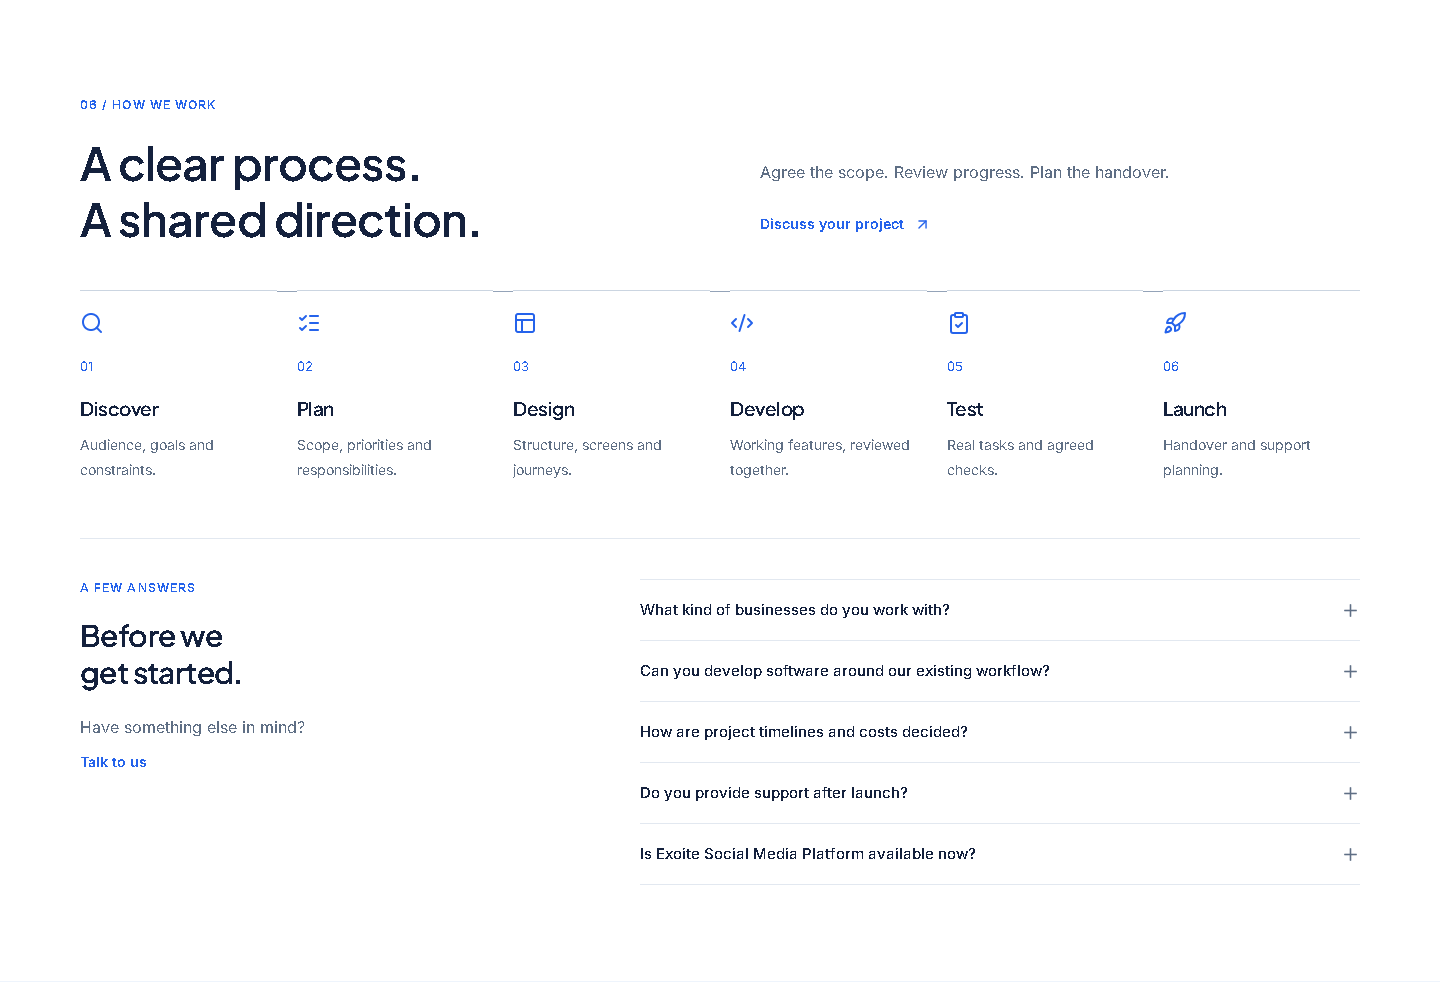 06 / HOW WE WORK
A clear process.
A shared direction.
Agree the scope. Review progress. Plan the handover.
Discuss your project
01
Discover
Audience, goals and
constraints.
02
Plan
Scope, priorities and
responsibilities.
03
Design
Structure, screens and
journeys.
04
Develop
Working features, reviewed
together.
05
Test
Real tasks and agreed
checks.
06
Launch
Handover and support
planning.
A FEW ANSWERS
Before we
get started.
Have something else in mind?
Talk to us
What kind of businesses do you work with?
Can you develop software around our existing workflow?
How are project timelines and costs decided?
Do you provide support after launch?
Is Exoite Social Media Platform available now?